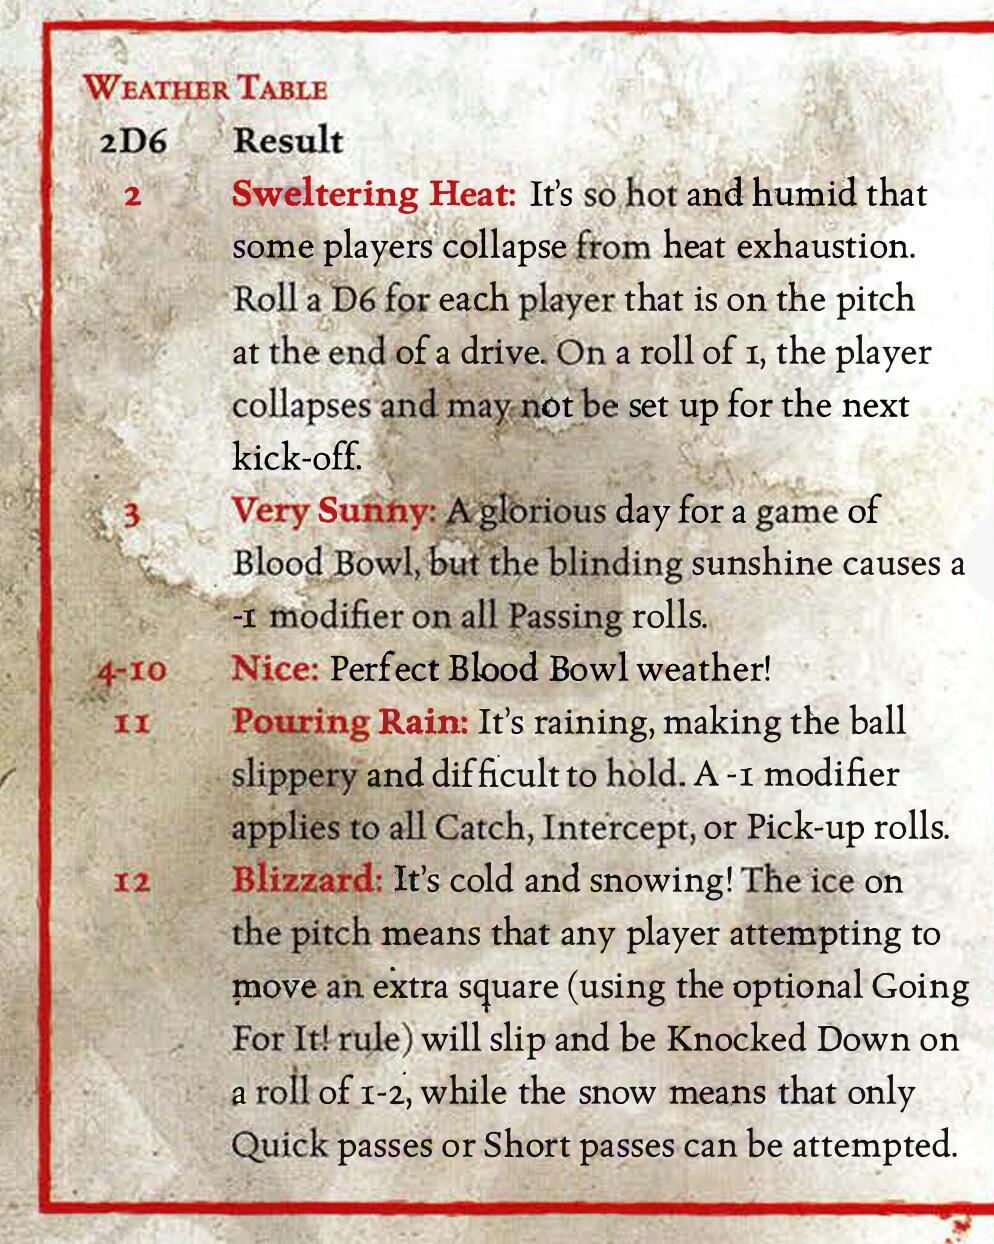 WEATHER TABLE
2D6 Result
2 Sweltering Heat: It's so hot and humid that
some players collapse from heat exhaustion.
Roll a D6 for each player that is on the pitch
at the end of a drive. On a roll of 1, the player
collapses and may not be set up for the next
kick-off.
3 Very Sunny: A glorious day for a game of
Blood Bowl, but the blinding sunshine causes a
-1 modifier on all Passing rolls.
4-10 Nice: Perfect Blood Bowl weather!
11 Pouring Rain: It's raining, making the ball
slippery and difficult to hold. A -1 modifier
applies to all Catch, Intercept, or Pick-up rolls.
12 Blizzard: It's cold and snowing! The ice on
the pitch means that any player attempting to
move an extra square (using the optional Going
For It! rule) will slip and be Knocked Down on
a roll of 1-2, while the snow means that only
Quick passes or Short passes can be attempted.